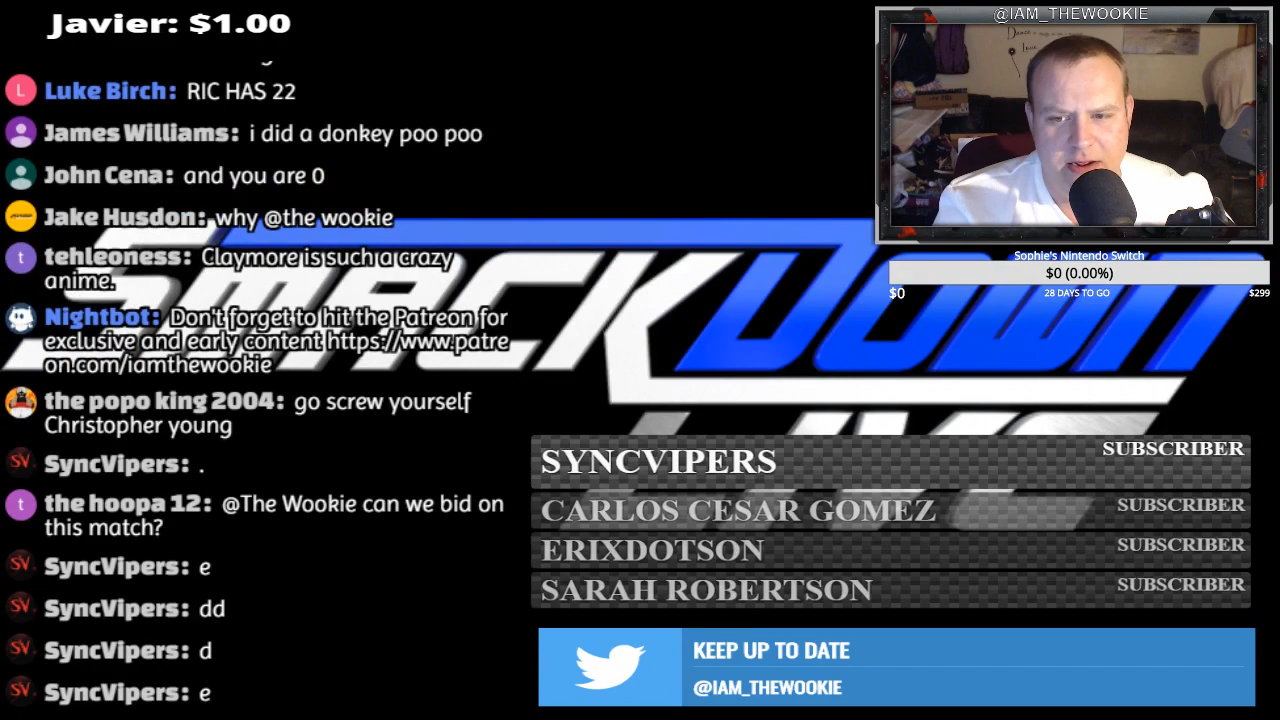 Javier: $1.00
Luke Birch: RIC HAS 22
James Williams: i did a donkey poo poo
John Cena: and you are 0
Jake Husdon: why @the wookie
tehleoness: Claymore is such a crazy
anime.
Nightbot: Don't forget to hit the Patreon for
exclusive and early content https://www.patre
on.com/iamthewookie
the popo king 2004: go screw yourself
Christopher young
SyncVipers: .
the hoopa 12: @The Wookie can we bid on
this match?
SyncVipers: e
SyncVipers: dd
SyncVipers: d
SyncVipers: e
@IAM_THEWOOKIE
Sophie's Nintendo Switch
$0 (0.00%)
$0 28 DAYS TO GO $299
SMACKDOWN
LIVE
SYNCVIPERS SUBSCRIBER
CARLOS CESAR GOMEZ SUBSCRIBER
ERIXDOTSON SUBSCRIBER
SARAH ROBERTSON SUBSCRIBER
KEEP UP TO DATE
@IAM_THEWOOKIE